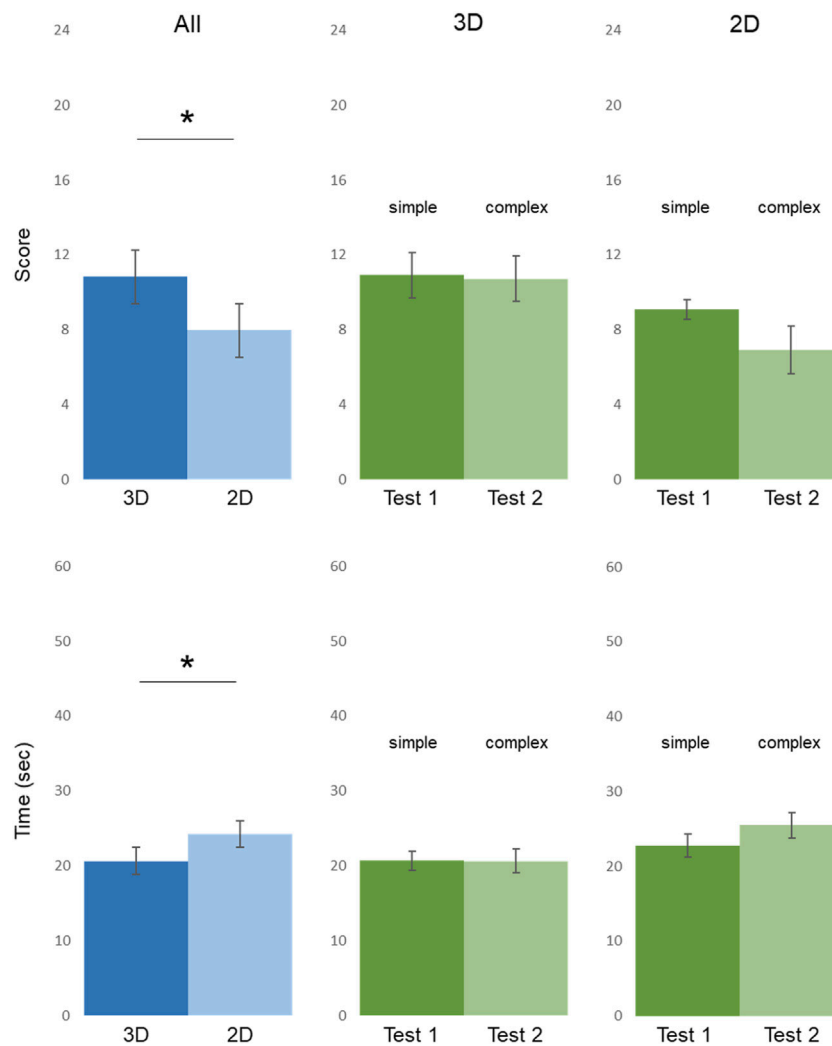 All 3D 2D
24 24 24
20 20 20
* 
16 16 16
simple complex simple complex
Score
12 12 12
8 8 8
4 4 4
0 0 0
3D 2D Test 1 Test 2 Test 1 Test 2
60 60 60
50 50 50
*
40 40 40
simple complex simple complex
Time (sec)
30 30 30
20 20 20
10 10 10
0 0 0
3D 2D Test 1 Test 2 Test 1 Test 2